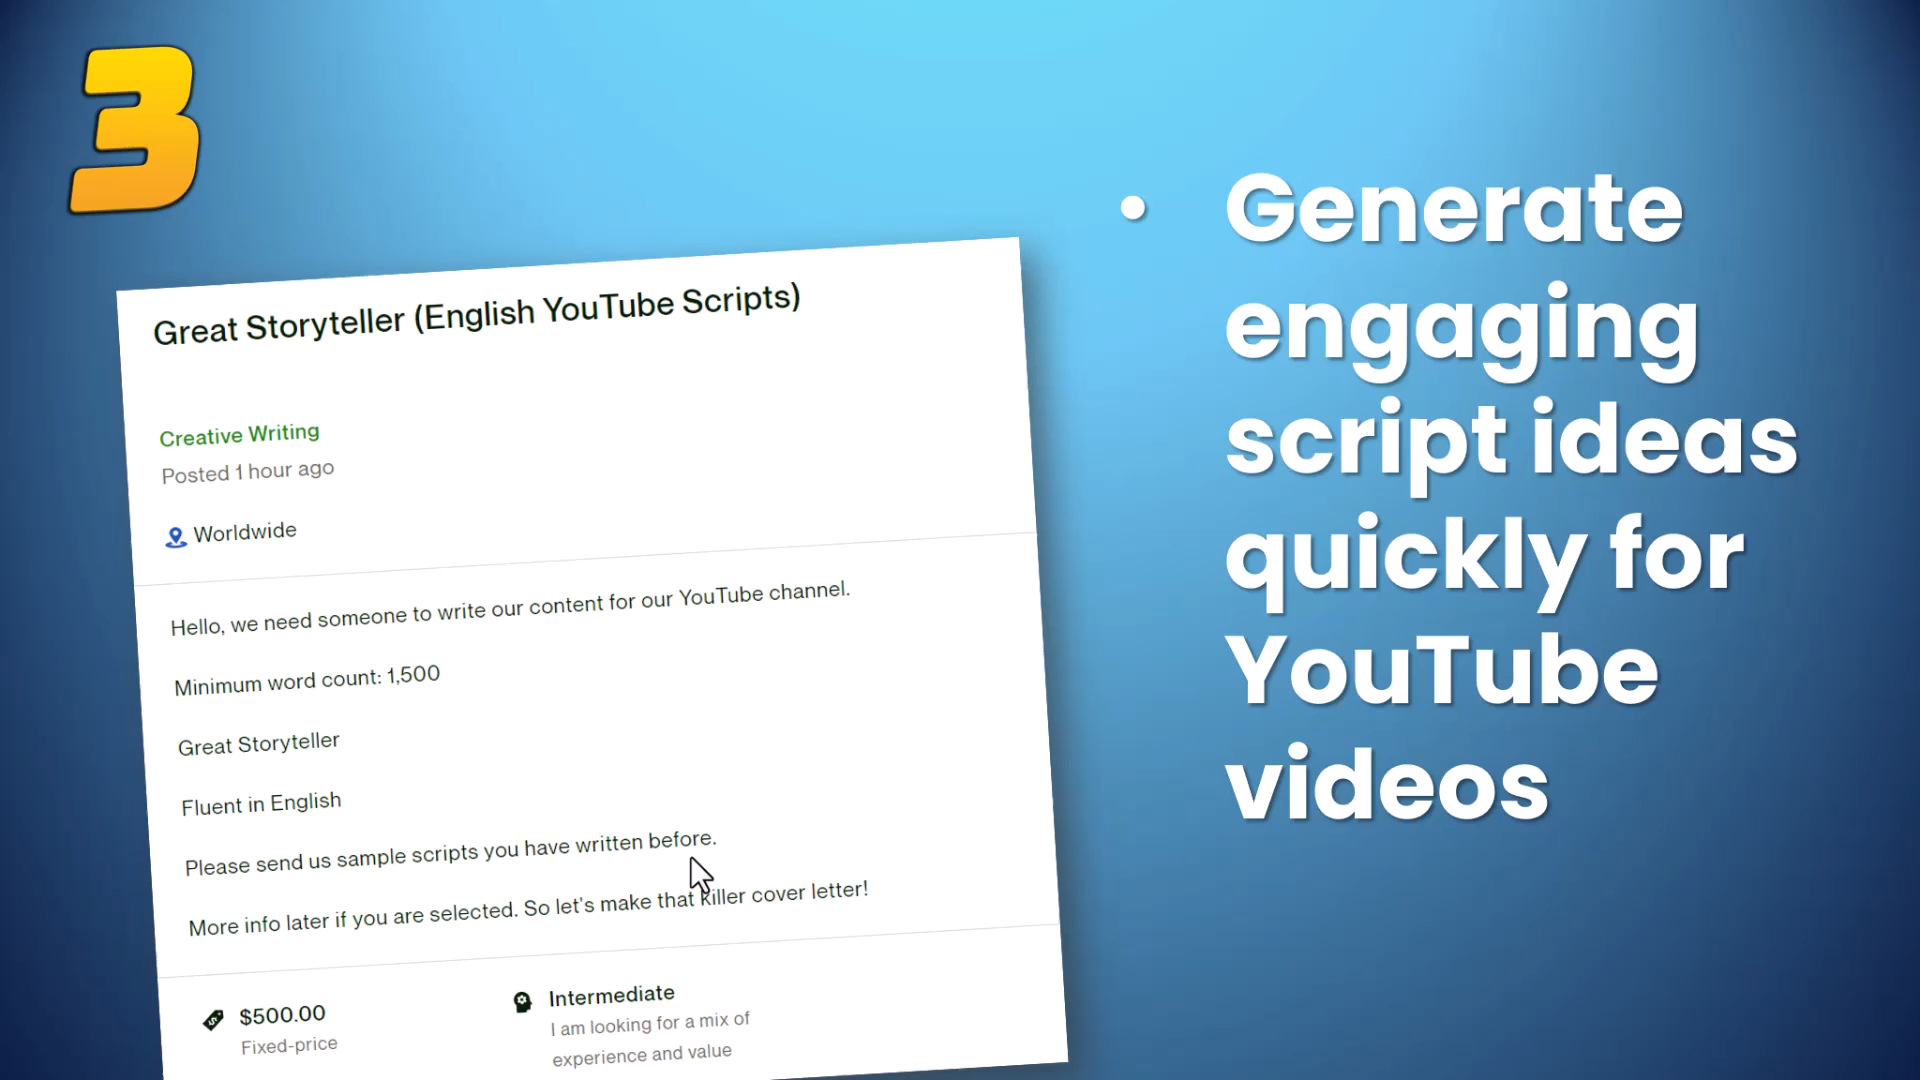 3
Great Storyteller (English YouTube Scripts)
Creative Writing
Posted 1 hour ago
Worldwide
Hello, we need someone to write our content for our YouTube channel.
Minimum word count: 1,500
Great Storyteller
Fluent in English
Please send us sample scripts you have written before.
More info later if you are selected. So let's make that killer cover letter!
$500.00
Fixed-price
Intermediate
I am looking for a mix of
experience and value
• Generate
engaging
script ideas
quickly for
YouTube
videos